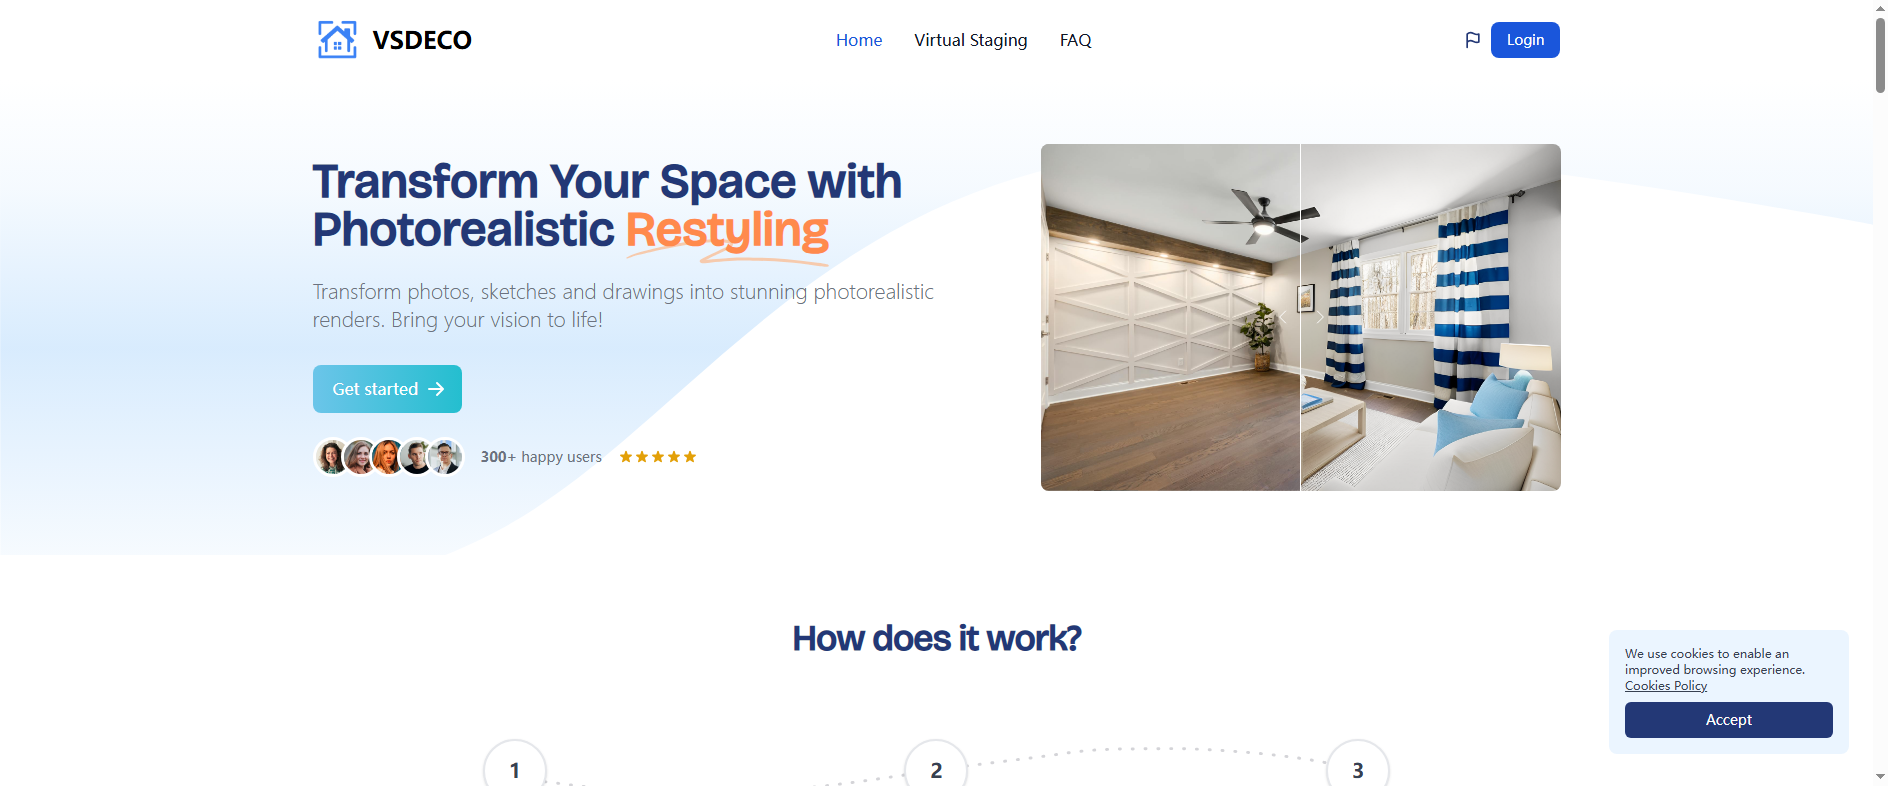 VSDECO
Home
Virtual Staging
FAQ
Login
Transform Your Space with
Photorealistic Restyling
Transform photos, sketches and drawings into stunning photorealistic
renders. Bring your vision to life!
Get started
300+ happy users
How does it work?
1
2
3
We use cookies to enable an
improved browsing experience.
Cookies Policy
Accept